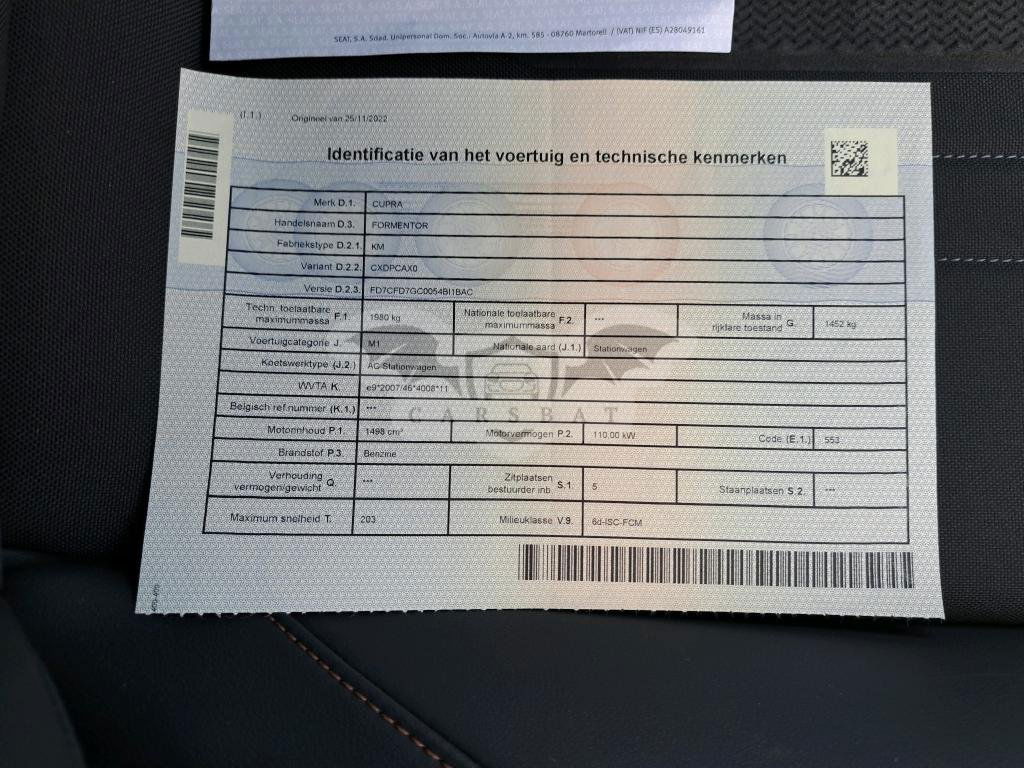 SEAT, S.A. Sdad. Unipersonal Dom. Soc.: Autovía A-2, km. 585 - 08760 Martorell / (VAT) NIF (ES) A28049161
(I.1.) Origineel van 25/11/2022
Identificatie van het voertuig en technische kenmerken
Merk D.1. CUPRA
Handelsnaam D.3. FORMENTOR
Fabriekstype D.2.1. KM
Variant D.2.2. CXDPCAX0
Versie D.2.3. FD7CFD7GC0054BI1BAC
Techn. toelaatbare maximummassa F.1. 1980 kg Nationale toelaatbare maximummassa F.2. --- Massa in rijklare toestand G. 1452 kg
Voertuigcategorie J. M1 Nationale aard (J.1.) Stationwagen
Koetswerktype (J.2.) AC Stationwagen
WVTA K. e9*2007/46*4008*11
Belgisch ref.nummer (K.1.) ---
CARSBAT
Motorinhoud P.1. 1498 cm³ Motorvermogen P.2. 110.00 kW Code (E.1.) 553
Brandstof P.3. Benzine
Verhouding vermogen/gewicht Q. --- Zitplaatsen bestuurder inb S.1. 5 Staanplaatsen S.2. ---
Maximum snelheid T. 203 Milieuklasse V.9. 6d-ISC-FCM